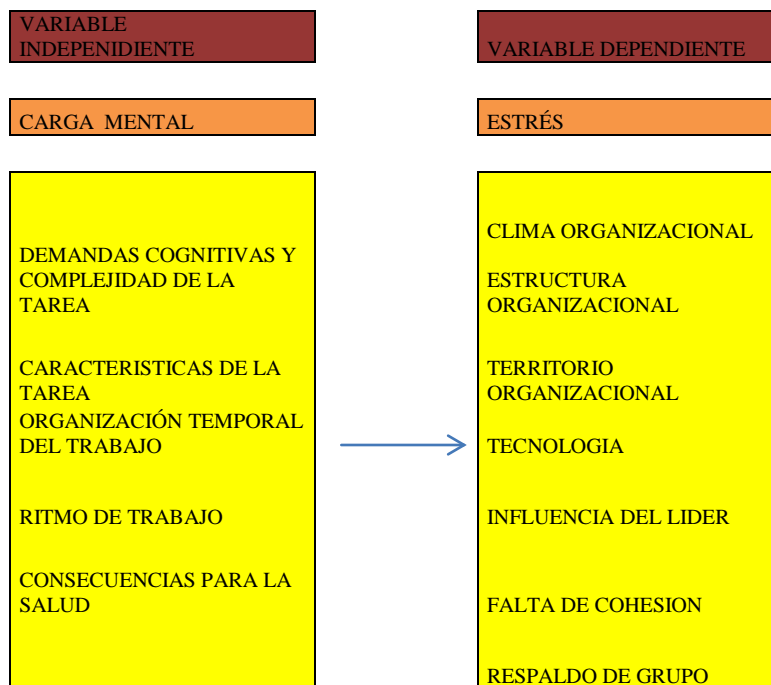 VARIABLE
INDEPENIDIENTE
VARIABLE DEPENDIENTE
CARGA MENTAL
ESTRÉS
DEMANDAS COGNITIVAS Y
COMPLEJIDAD DE LA
TAREA
CARACTERISTICAS DE LA
TAREA
ORGANIZACIÓN TEMPORAL
DEL TRABAJO
RITMO DE TRABAJO
CONSECUENCIAS PARA LA
SALUD
CLIMA ORGANIZACIONAL
ESTRUCTURA
ORGANIZACIONAL
TERRITORIO
ORGANIZACIONAL
TECNOLOGIA
INFLUENCIA DEL LIDER
FALTA DE COHESION
RESPALDO DE GRUPO